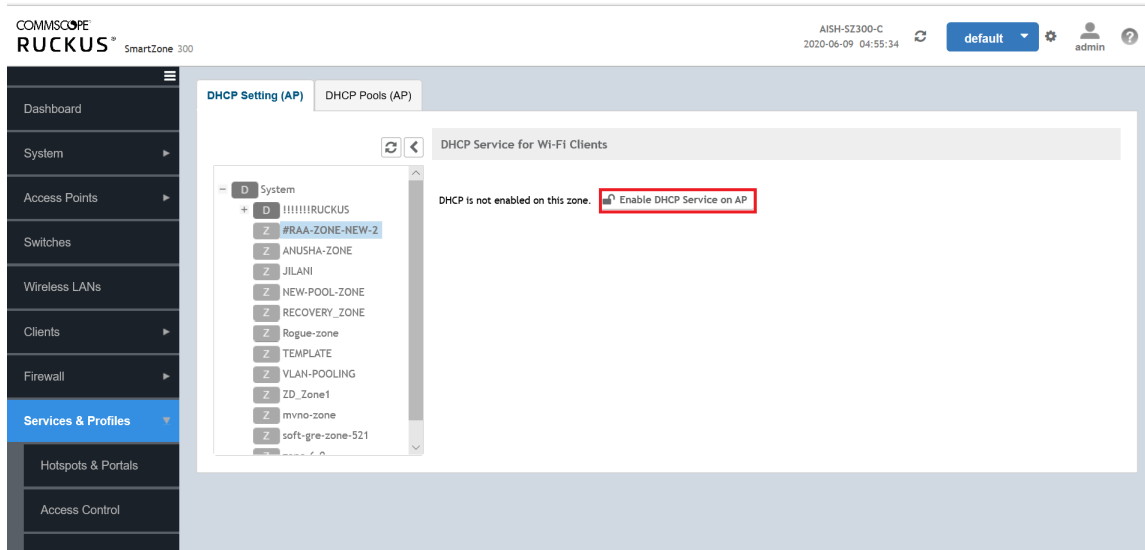 COMMSCOPE
RUCKUS® SmartZone 300
AISH-SZ300-C
2020-06-09 04:55:34
default
admin
Dashboard
System
Access Points
Switches
Wireless LANs
Clients
Firewall
Services & Profiles
Hotspots & Portals
Access Control
DHCP Setting (AP)
DHCP Pools (AP)
D System
+ D !!!!!!!RUCKUS
Z #RAA-ZONE-NEW-2
Z ANUSHA-ZONE
Z JILANI
Z NEW-POOL-ZONE
Z RECOVERY_ZONE
Z Rogue-zone
Z TEMPLATE
Z VLAN-POOLING
Z ZD_Zone1
Z mvno-zone
Z soft-gre-zone-521
DHCP Service for Wi-Fi Clients
DHCP is not enabled on this zone. Enable DHCP Service on AP